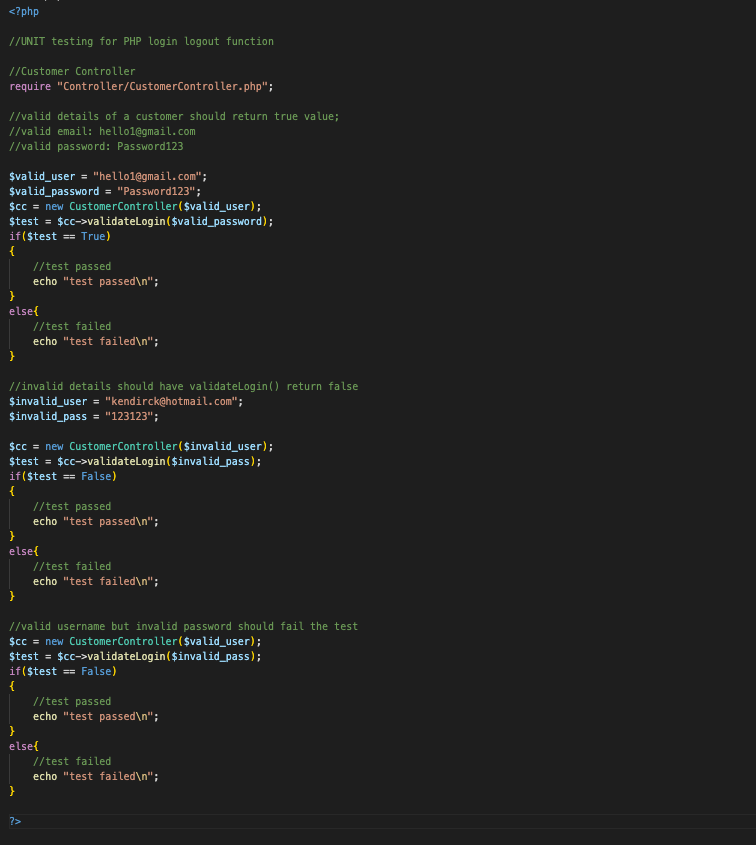 <?php
//UNIT testing for PHP login logout function
//Customer Controller
require "Controller/CustomerController.php";
//valid details of a customer should return true value;
//valid email: hello1@gmail.com
//valid password: Password123
$valid_user = "hello1@gmail.com";
$valid_password = "Password123";
$cc = new CustomerController($valid_user);
$test = $cc->validateLogin($valid_password);
if($test == True)
{
    //test passed
    echo "test passed\n";
}
else{
    //test failed
    echo "test failed\n";
}
//invalid details should have validateLogin() return false
$invalid_user = "kendirck@hotmail.com";
$invalid_pass = "123123";
$cc = new CustomerController($invalid_user);
$test = $cc->validateLogin($invalid_pass);
if($test == False)
{
    //test passed
    echo "test passed\n";
}
else{
    //test failed
    echo "test failed\n";
}
//valid username but invalid password should fail the test
$cc = new CustomerController($valid_user);
$test = $cc->validateLogin($invalid_pass);
if($test == False)
{
    //test passed
    echo "test passed\n";
}
else{
    //test failed
    echo "test failed\n";
}
?>